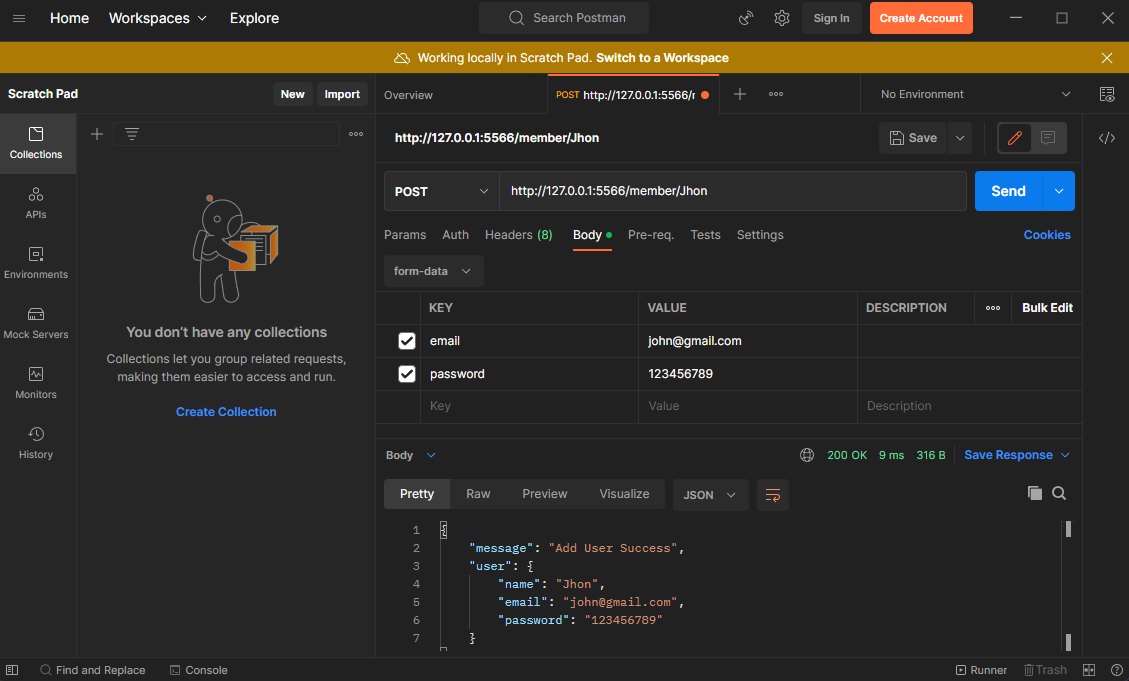 Home Workspaces Explore Search Postman Sign In Create Account
Working locally in Scratch Pad. Switch to a Workspace
Scratch Pad New Import Overview POST http://127.0.0.1:5566/ No Environment
Collections
APIs
Environments
Mock Servers
Monitors
History
You don't have any collections
Collections let you group related requests,
making them easier to access and run.
Create Collection
http://127.0.0.1:5566/member/Jhon Save
POST http://127.0.0.1:5566/member/Jhon Send
Params Auth Headers (8) Body Pre-req. Tests Settings Cookies
form-data
KEY VALUE DESCRIPTION Bulk Edit
email john@gmail.com
password 123456789
Key Value Description
Body 200 OK 9 ms 316 B Save Response
Pretty Raw Preview Visualize JSON
1 {
2 "message": "Add User Success",
3 "user": {
4 "name": "Jhon",
5 "email": "john@gmail.com",
6 "password": "123456789"
7 }
Find and Replace Console Runner Trash